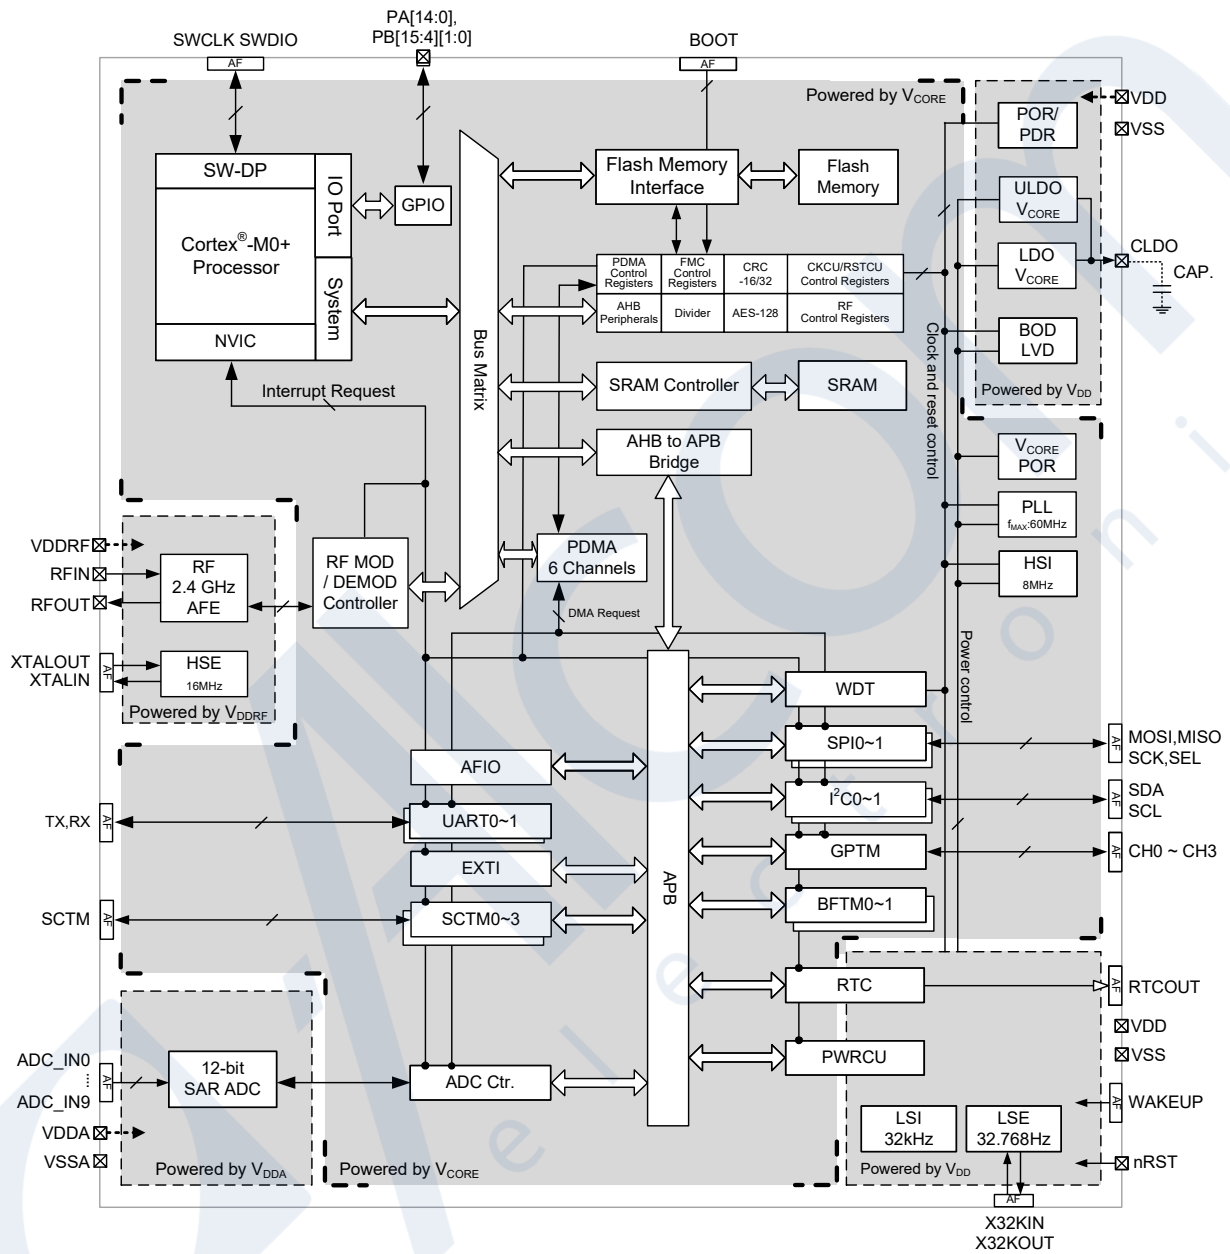 PA[14:0],
PB[15:4][1:0]
SWCLK SWDIO
BOOT
AF
AF
Powered by VCORE
VDD
VSS
POR/
PDR
SW-DP
IO Port
GPIO
Cortex®-M0+
Processor
System
NVIC
Bus Matrix
Flash Memory
Interface
Flash
Memory
ULDO
VCORE
LDO
VCORE
CLDO
CAP.
BOD
LVD
Powered by VDD
PDMA
Control
Registers
FMC
Control
Registers
CRC
-16/32
CKCU/RSTCU
Control Registers
AHB
Peripherals
Divider
AES-128
RF
Control Registers
Clock and reset control
Interrupt Request
SRAM Controller
SRAM
AHB to APB
Bridge
VCORE
POR
PLL
fMAX:60MHz
HSI
8MHz
VDDRF
RFIN
RFOUT
RF
2.4 GHz
AFE
RF MOD
/ DEMOD
Controller
PDMA
6 Channels
DMA Request
XTALOUT
XTALIN
AF
HSE
16MHz
Powered by VDDRF
Power control
WDT
SPI0~1
AF
MOSI,MISO
SCK,SEL
AFIO
I2C0~1
AF
SDA
SCL
TX,RX
AF
UART0~1
GPTM
AF
CH0 ~ CH3
EXTI
APB
BFTM0~1
SCTM
AF
SCTM0~3
RTC
AF
RTCOUT
VDD
VSS
PWRCU
ADC_IN0
ADC_IN9
AF
12-bit
SAR ADC
ADC Ctr.
LSI
32kHz
LSE
32.768Hz
AF
WAKEUP
VDDA
VSSA
Powered by VDDA
Powered by VCORE
Powered by VDD
nRST
AF
X32KIN
X32KOUT